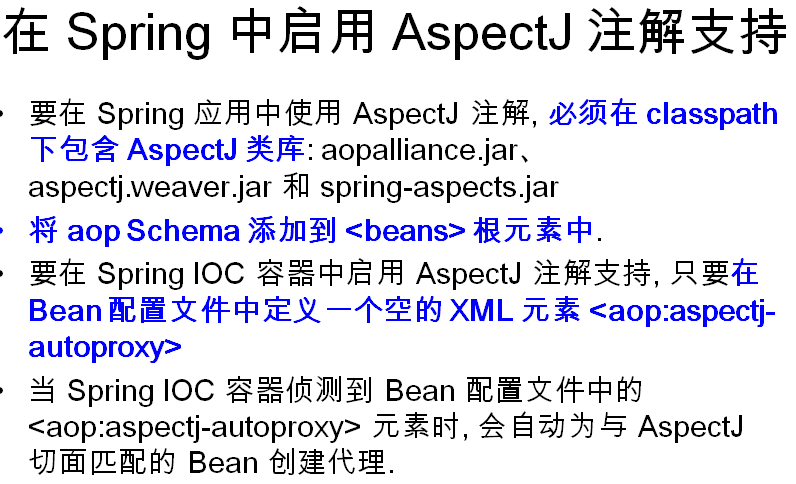 在 Spring 中启用 AspectJ 注解支持
• 要在 Spring 应用中使用 AspectJ 注解, 必须在 classpath
下包含 AspectJ 类库: aopalliance.jar、
aspectj.weaver.jar 和 spring-aspects.jar
• 将 aop Schema 添加到 <beans> 根元素中.
• 要在 Spring IOC 容器中启用 AspectJ 注解支持, 只要在
Bean 配置文件中定义一个空的 XML 元素 <aop:aspectj-
autoproxy>
• 当 Spring IOC 容器侦测到 Bean 配置文件中的
<aop:aspectj-autoproxy> 元素时, 会自动为与 AspectJ
切面匹配的 Bean 创建代理.